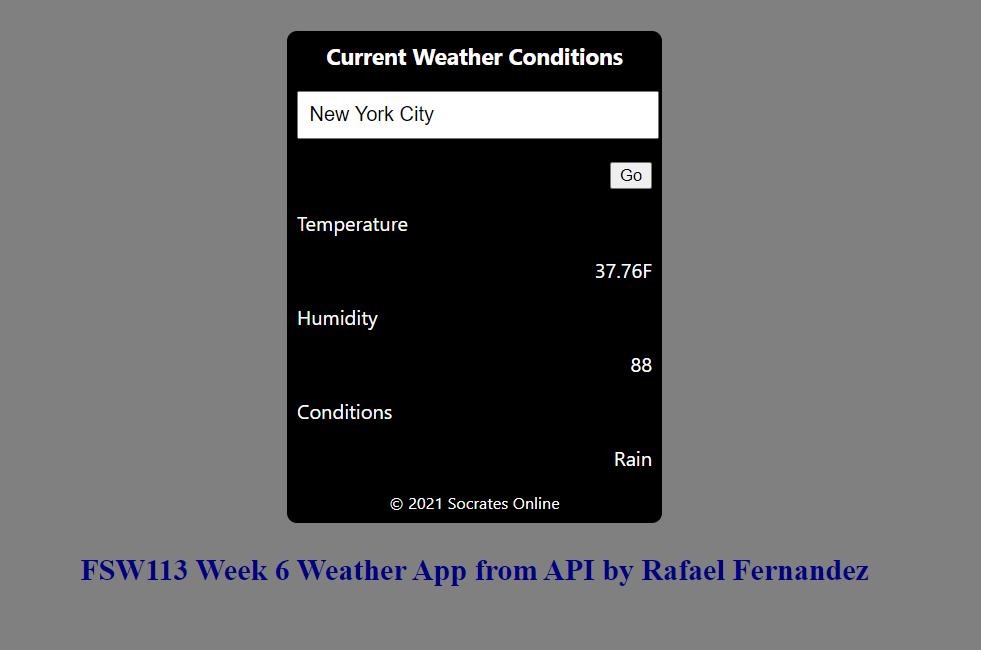 Current Weather Conditions
New York City
Go
Temperature
37.76F
Humidity
88
Conditions
Rain
© 2021 Socrates Online
FSW113 Week 6 Weather App from API by Rafael Fernandez